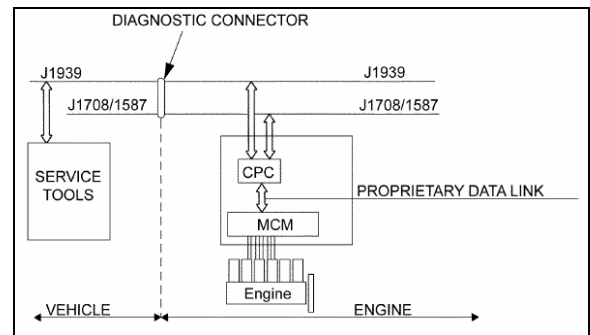 DIAGNOSTIC CONNECTOR
J1939
J1939
J1708/1587
J1708/1587
SERVICE
TOOLS
CPC
PROPRIETARY DATA LINK
MCM
Engine
VEHICLE
ENGINE